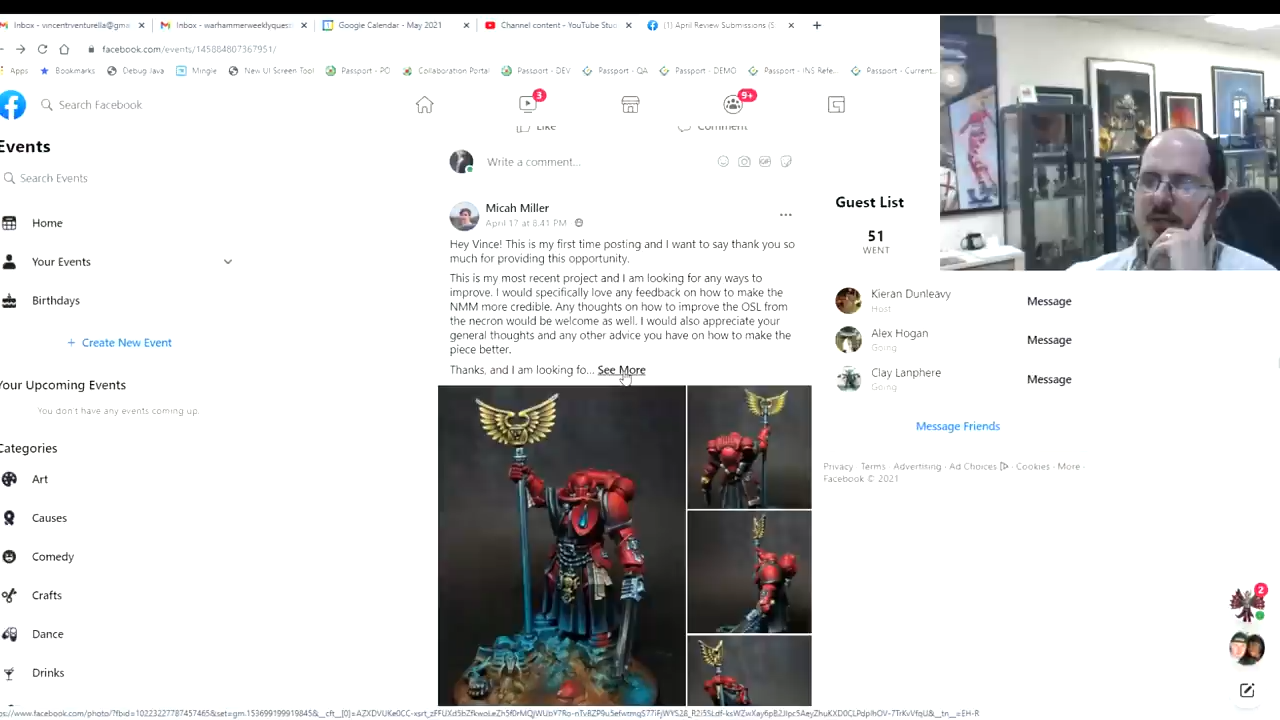 Inbox - vincentrventurella@gma
Inbox - warhammerweeklyques
Google Calendar - May 2021
Channel content - YouTube Stu
(1) April Review Submissions (S
facebook.com/events/145884807367951/
Apps
Bookmarks
Debug Java
Mingle
New UI Screen Tool
Passport - PO
Collaboration Portal
Passport - DEV
Passport - QA
Passport - DEMO
Passport - INS Refe...
Passport - Current...
Search Facebook
3
9+
Events
Search Events
Home
Your Events
Birthdays
+ Create New Event
Your Upcoming Events
You don't have any events coming up.
Categories
Art
Causes
Comedy
Crafts
Dance
Drinks
Like
Comment
Write a comment...
GIF
Micah Miller
April 17 at 8:41 PM
Hey Vince! This is my first time posting and I want to say thank you so
much for providing this opportunity.
This is my most recent project and I am looking for any ways to
improve. I would specifically love any feedback on how to make the
NMM more credible. Any thoughts on how to improve the OSL from
the necron would be welcome as well. I would also appreciate your
general thoughts and any other advice you have on how to make the
piece better.
Thanks, and I am looking fo... See More
Guest List
51
WENT
Kieran Dunleavy
Host
Message
Alex Hogan
Going
Message
Clay Lanphere
Going
Message
Message Friends
Privacy · Terms · Advertising · Ad Choices · Cookies · More ·
Facebook © 2021
2